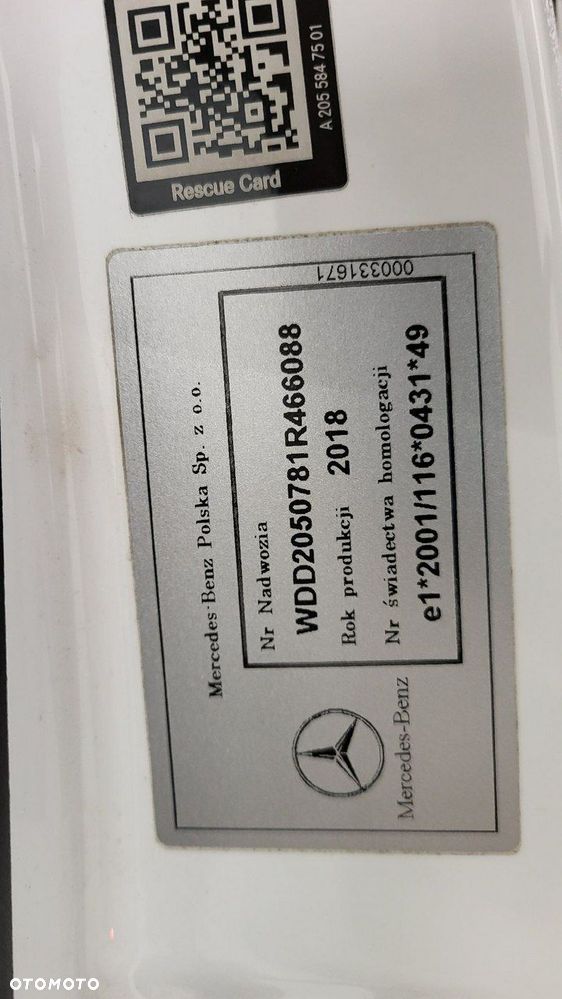 A 205 584 75 01
Rescue Card
000331671
Mercedes-Benz Polska Sp. z o.o.
Nr Nadwozia
WDD2050781R466088
Rok produkcji 2018
Nr świadectwa homologacji
e1*2001/116*0431*49
Mercedes-Benz
OTOMOTO